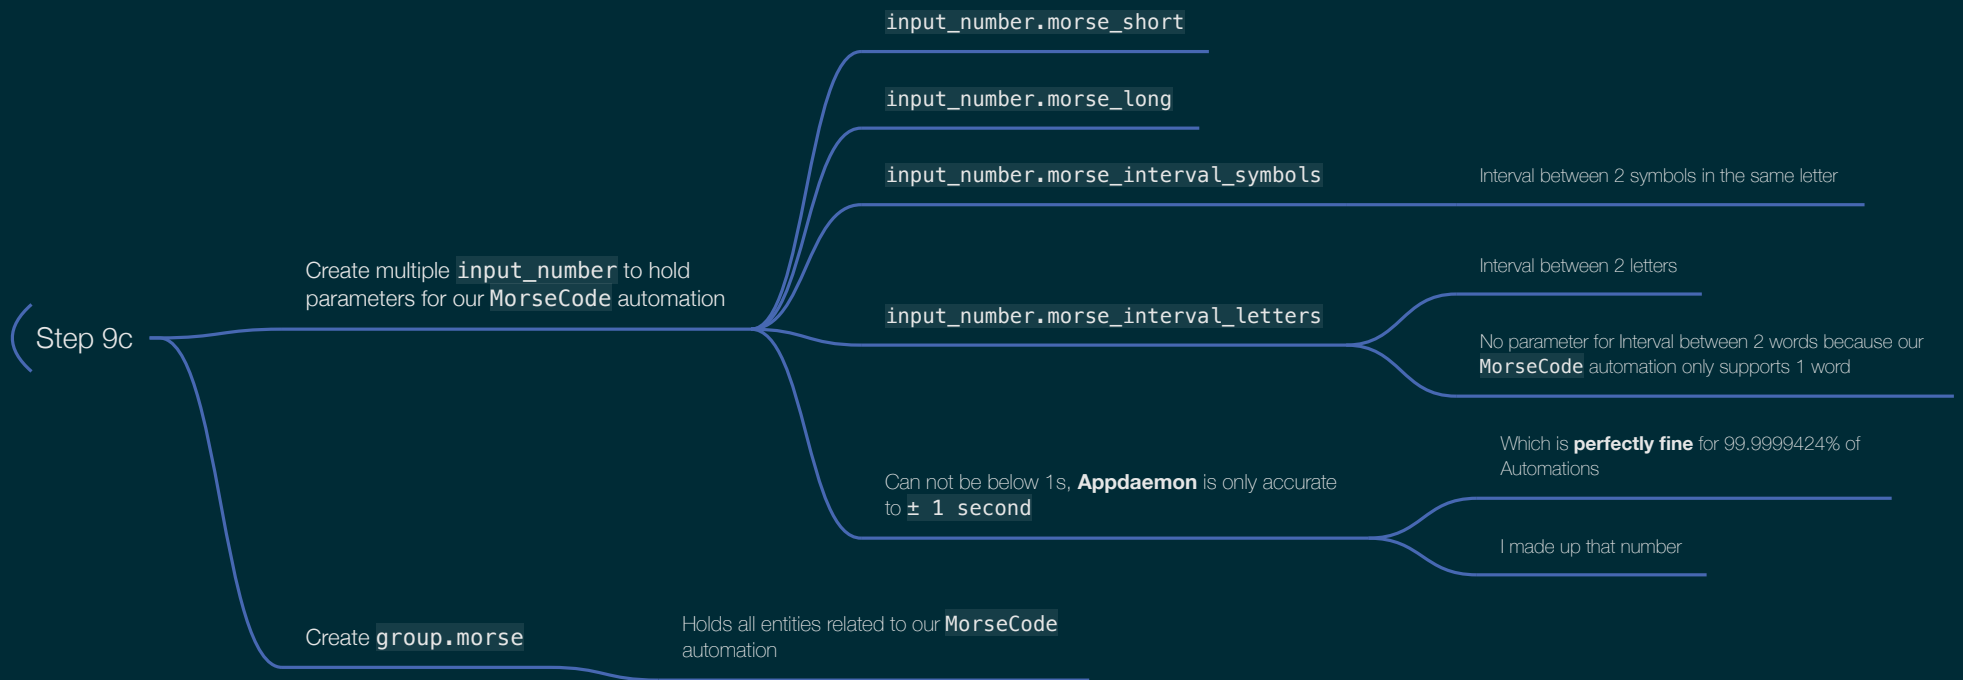 input_number.morse_short
input_number.morse_long
input_number.morse_interval_symbols
Interval between 2 symbols in the same letter
Interval between 2 letters
Create multiple input_number to hold
parameters for our MorseCode automation
input_number.morse_interval_letters
Step 9c
No parameter for Interval between 2 words because our
MorseCode automation only supports 1 word
Which is perfectly fine for 99.9999424% of
Automations
Can not be below 1s, Appdaemon is only accurate
to ± 1 second
I made up that number
Create group.morse
Holds all entities related to our MorseCode
automation